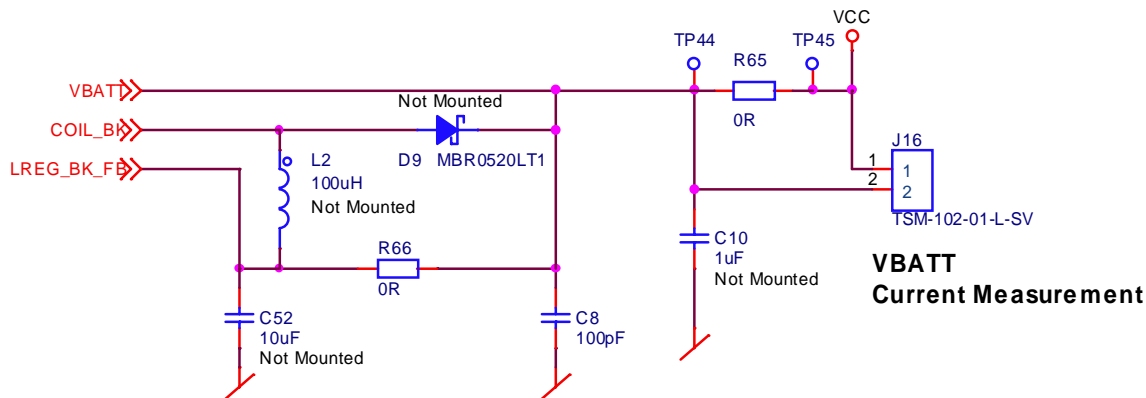 VCC
TP44
TP45
R65
VBATT
Not Mounted
0R
COIL_BK
J16
L2
D9 MBR0520LT1
1
1
LREG_BK_FB
100uH
2
2
Not Mounted
TSM-102-01-L-SV
C10
R66
1uF
VBATT
Not Mounted
0R
Current Measurement
C52
C8
10uF
100pF
Not Mounted